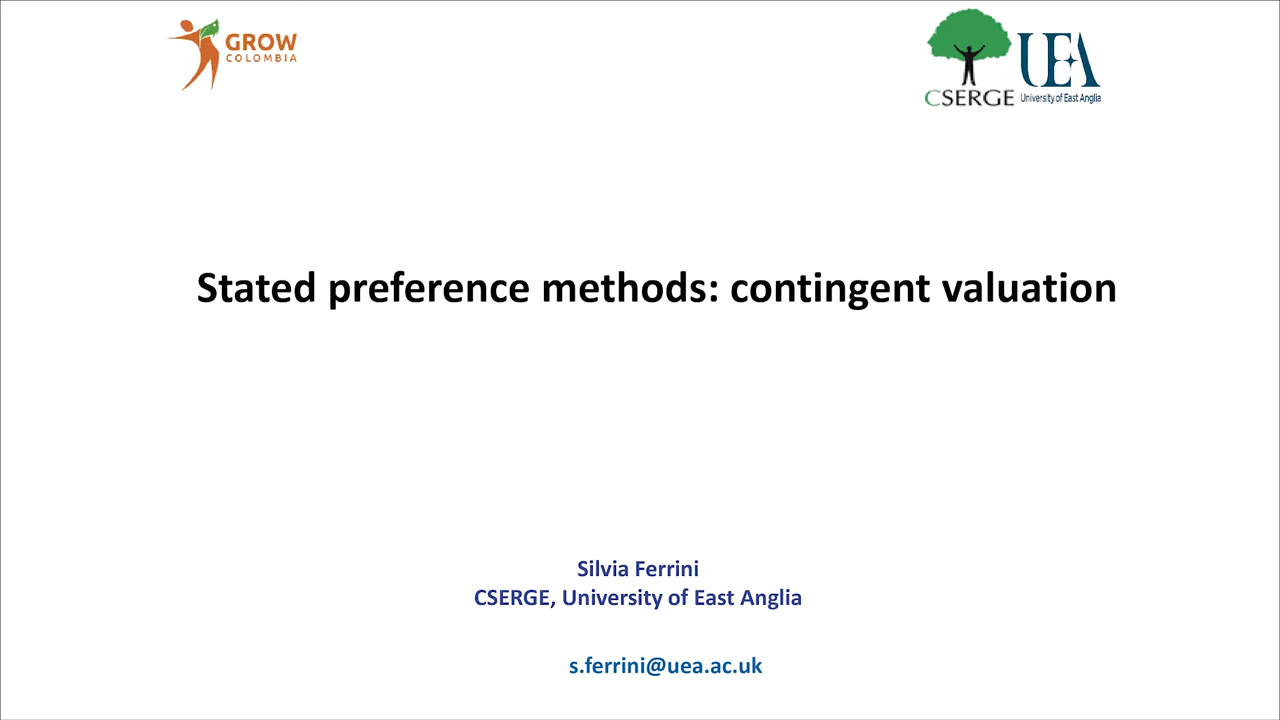 GROW
COLOMBIA
CSERGE
UEA
University of East Anglia
Stated preference methods: contingent valuation
Silvia Ferrini
CSERGE, University of East Anglia
s.ferrini@uea.ac.uk